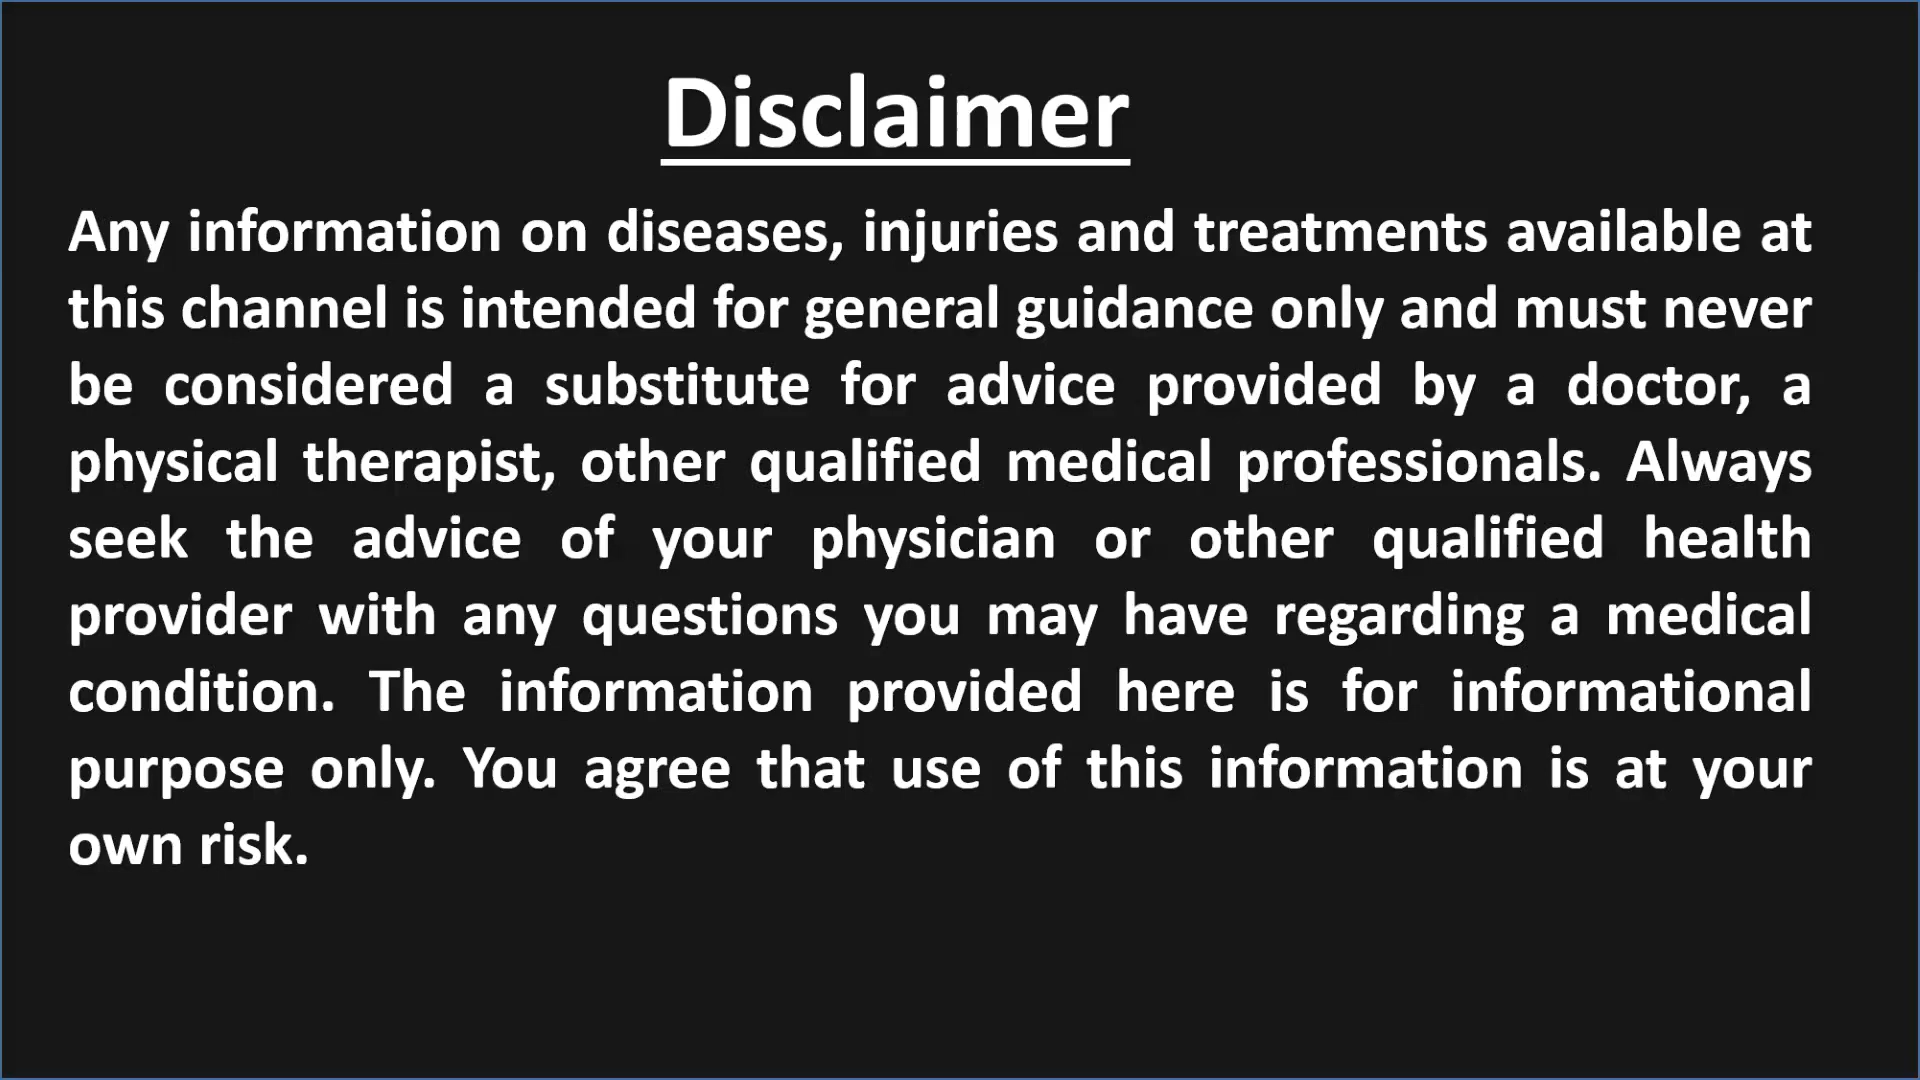 Disclaimer
Any information on diseases, injuries and treatments available at
this channel is intended for general guidance only and must never
be considered a substitute for advice provided by a doctor, a
physical therapist, other qualified medical professionals. Always
seek the advice of your physician or other qualified health
provider with any questions you may have regarding a medical
condition. The information provided here is for informational
purpose only. You agree that use of this information is at your
own risk.